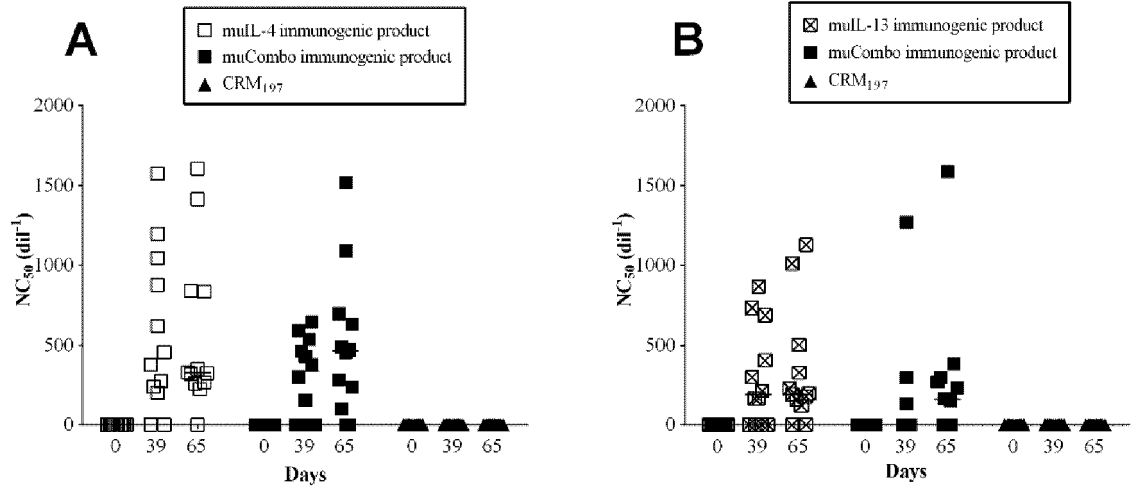 A
muIL-4 immunogenic product
muCombo immunogenic product
CRM197
2000
1500
1000
500
0
NC50 (dil-1)
0 39 65 0 39 65 0 39 65
Days
B
muIL-13 immunogenic product
muCombo immunogenic product
CRM197
2000
1500
1000
500
0
NC50 (dil-1)
0 39 65 0 39 65 0 39 65
Days